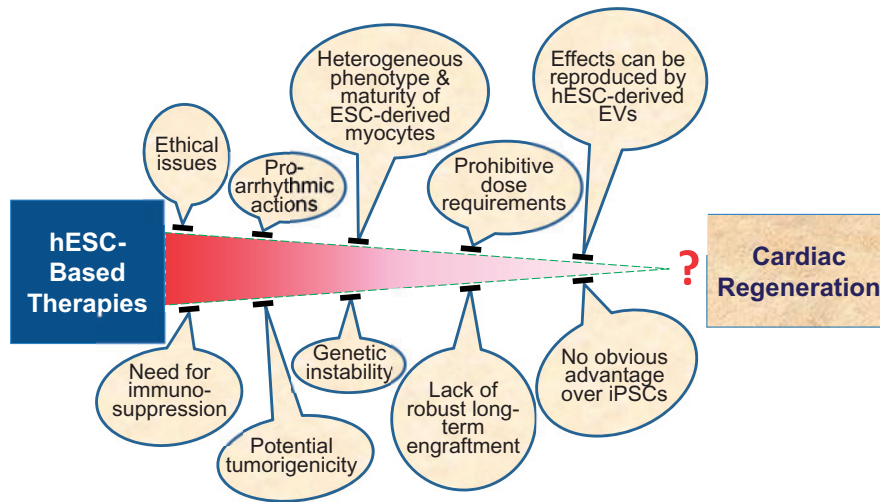 Ethical
issues
Pro-
arrhythmic
actions
Heterogeneous
phenotype &
maturity of
ESC-derived
myocytes
Prohibitive
dose
requirements
Effects can be
reproduced by
hESC-derived
EVs
hESC-
Based
Therapies
?
Cardiac
Regeneration
Need for
immuno-
suppression
Potential
tumorigenicity
Genetic
instability
Lack of
robust long-
term
engraftment
No obvious
advantage
over iPSCs